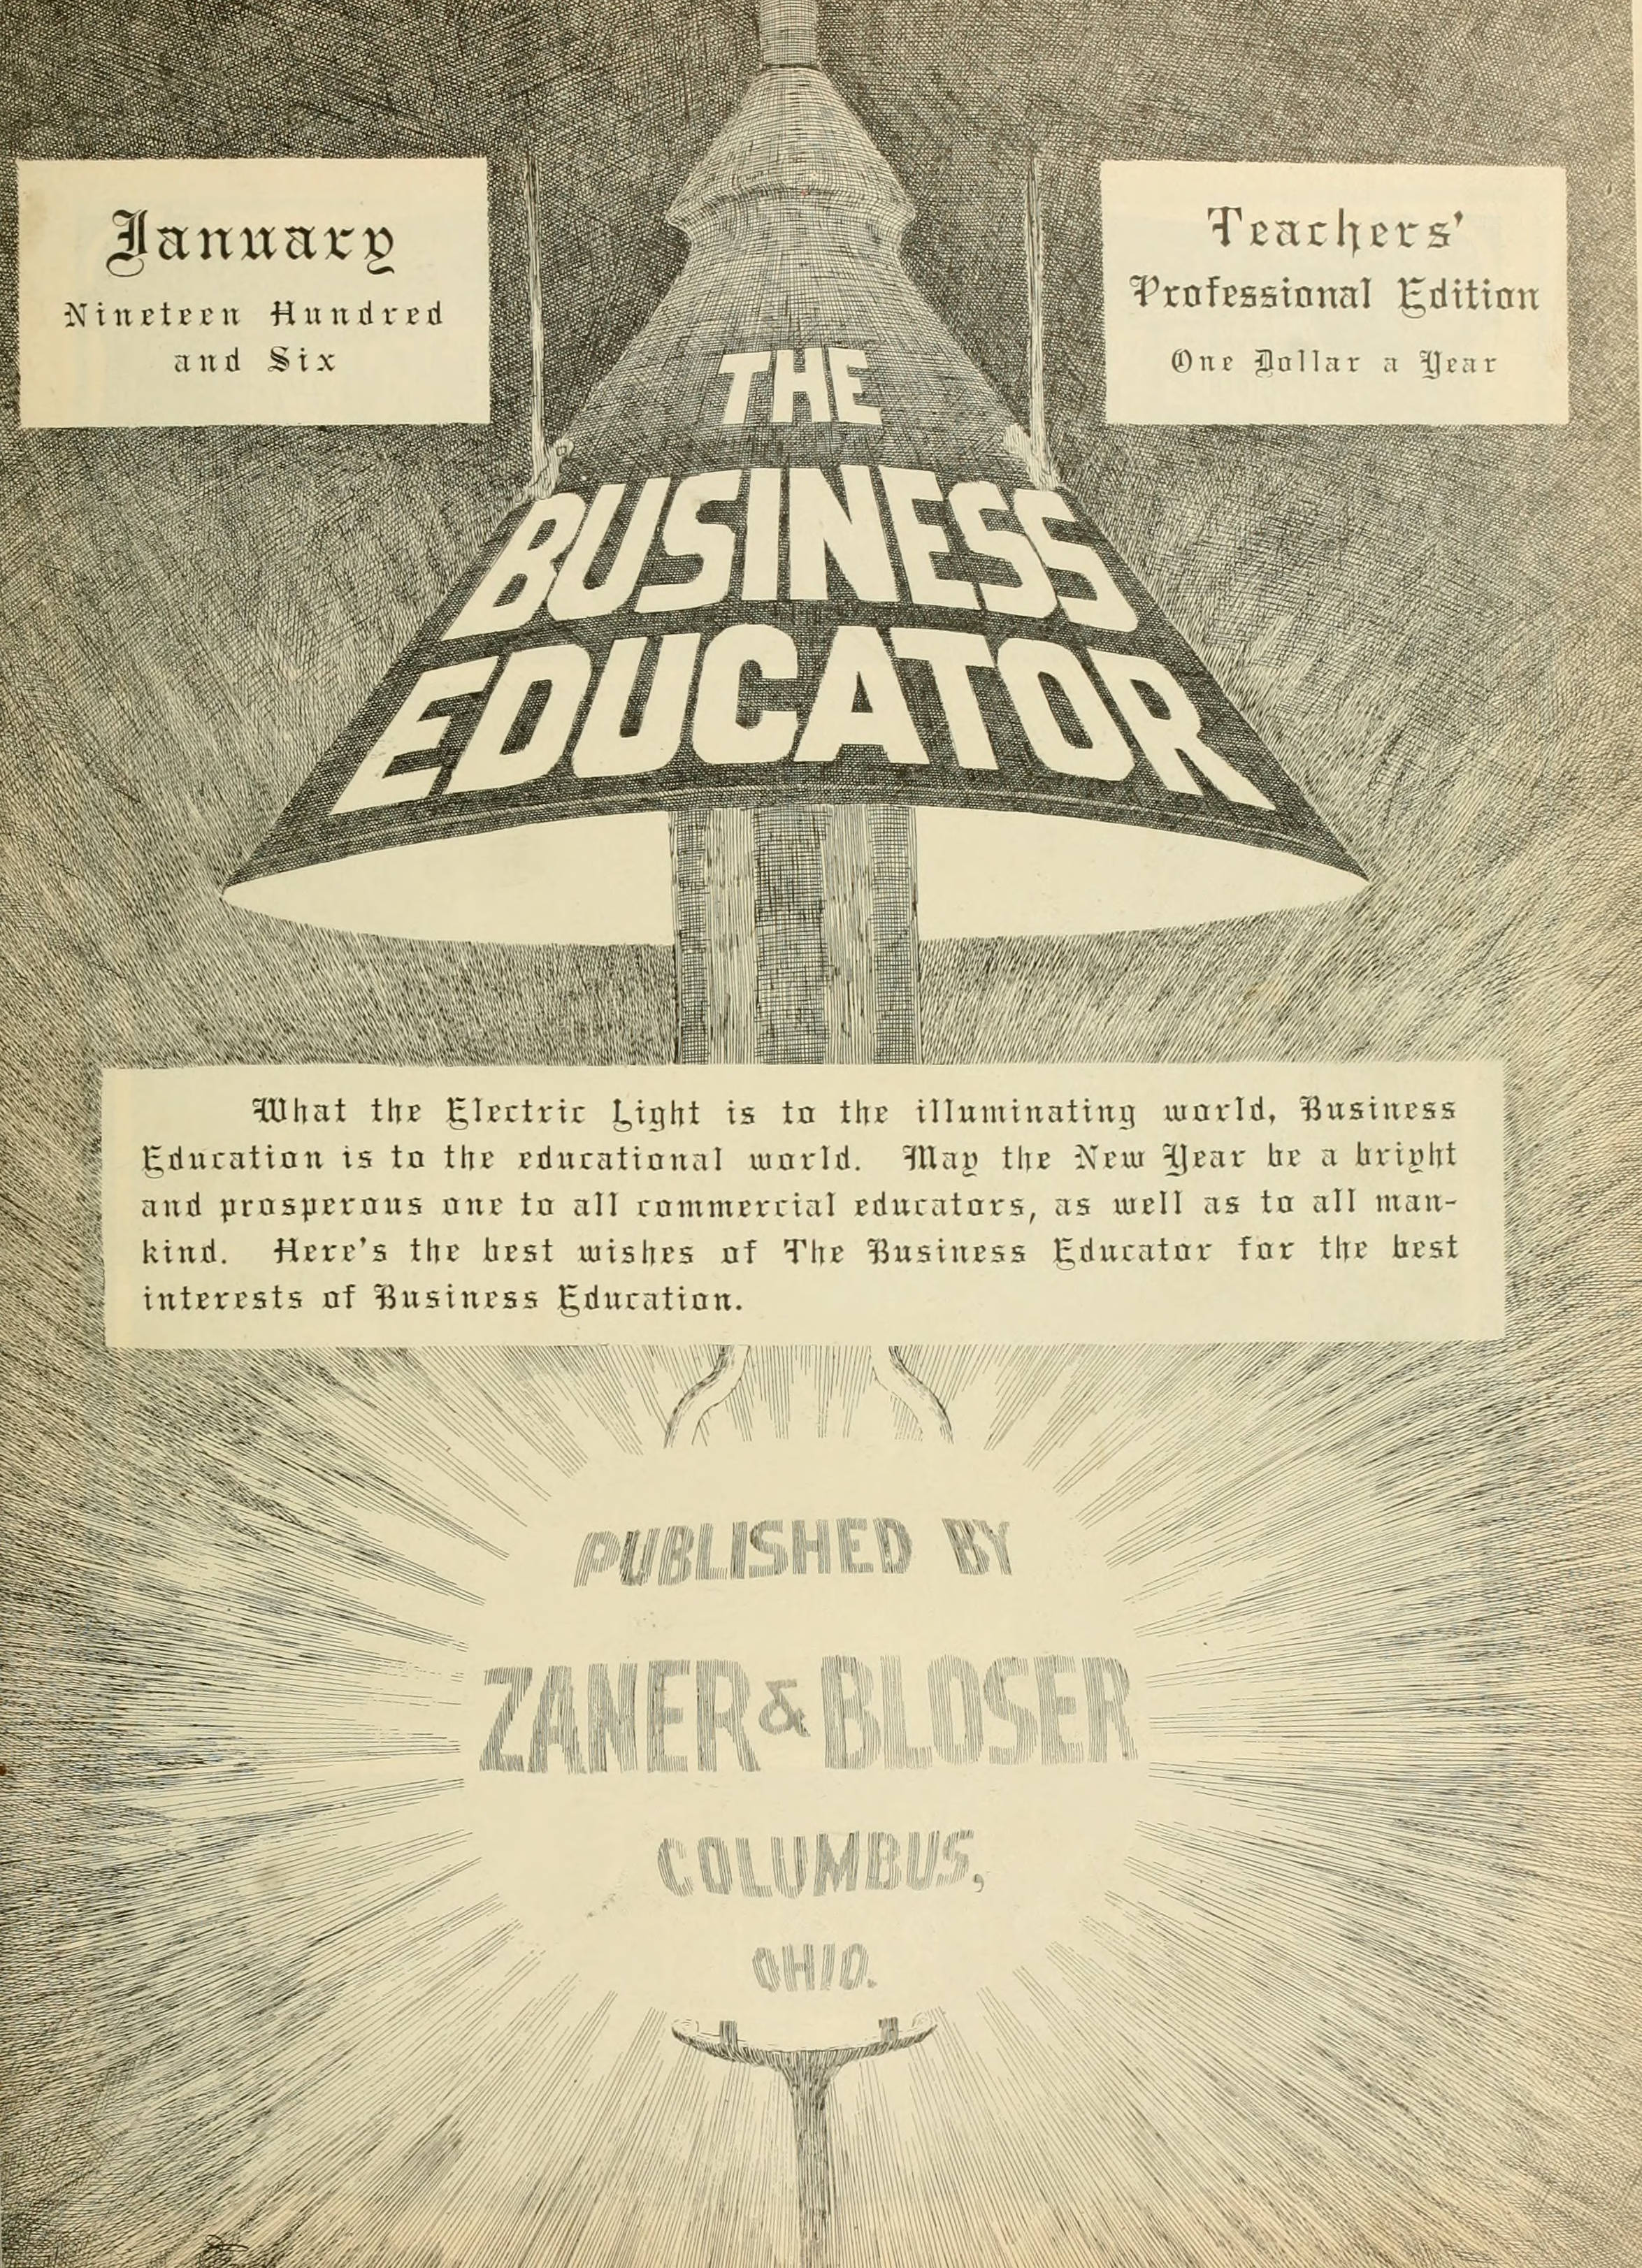 January
Nineteen Hundred
and Six
Teachers'
Professional Edition
One Dollar a Year
THE
BUSINESS
EDUCATOR
What the Electric Light is to the illuminating world, Business
Education is to the educational world. May the New Year be a bright
and prosperous one to all commercial educators, as well as to all man-
kind. Here's the best wishes of The Business Educator for the best
interests of Business Education.
PUBLISHED BY
ZANER & BLOSER
COLUMBUS,
OHIO.